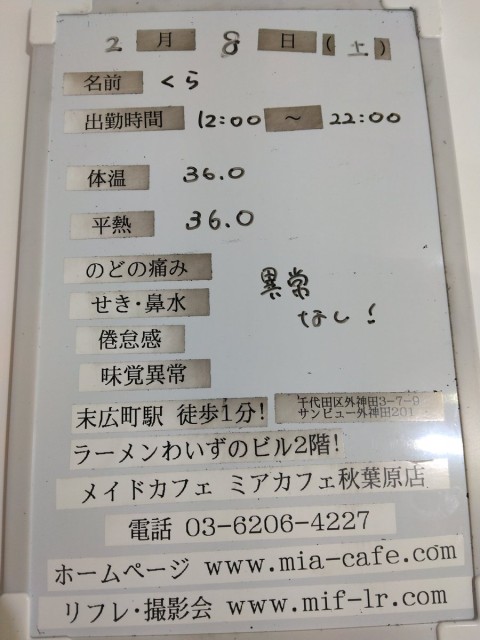 2月8日(土)
名前 くら
出勤時間 12:00 ～ 22:00
体温 36.0
平熱 36.0
のどの痛み
せき・鼻水
倦怠感
味覚異常
異常
なし!
末広町駅 徒歩1分!
千代田区外神田3-7-9
サンビュー外神田201
ラーメンわいずのビル2階!
メイドカフェ ミアカフェ秋葉原店
電話 03-6206-4227
ホームページ www.mia-cafe.com
リフレ・撮影会 www.mif-lr.com